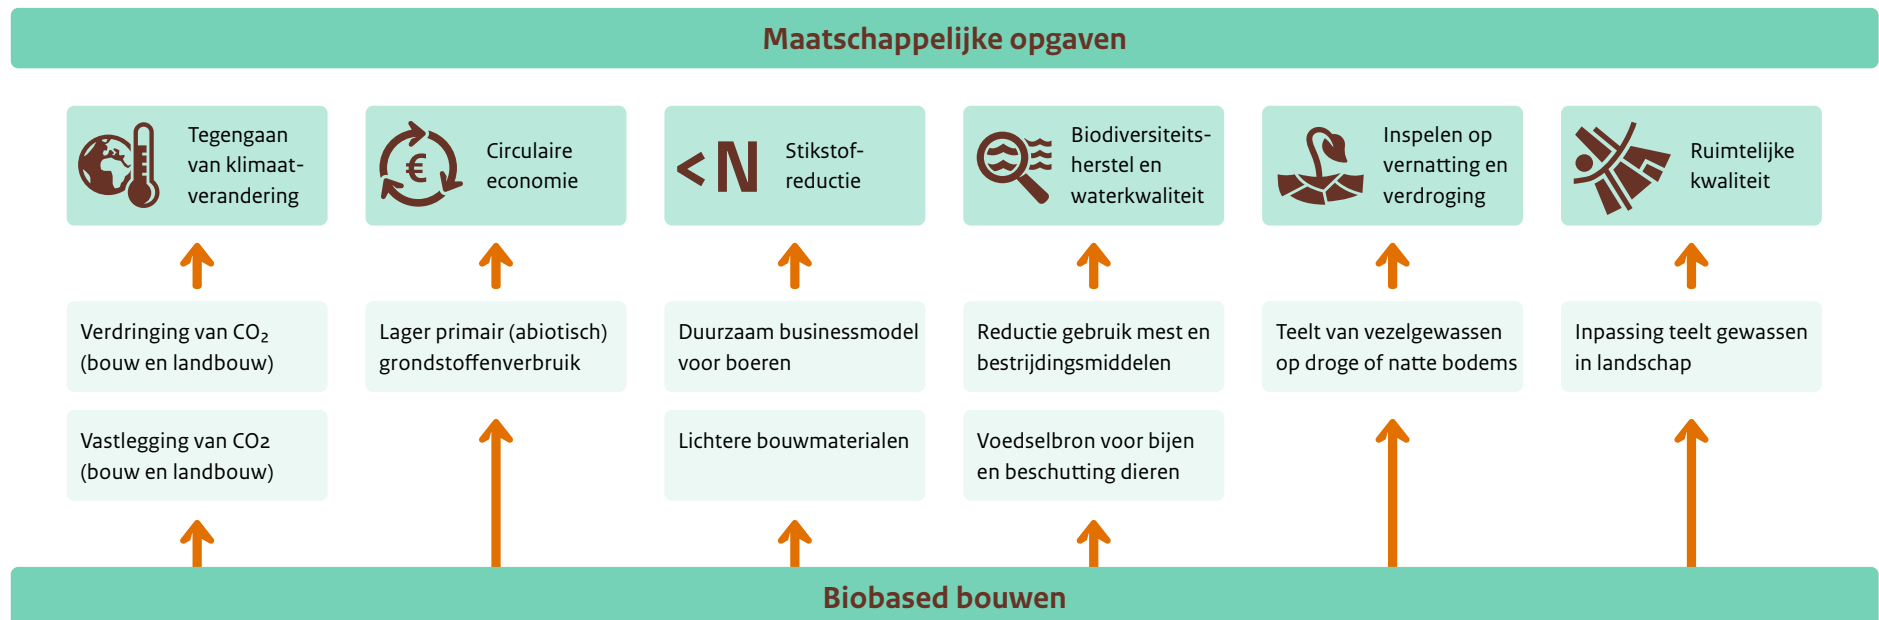 Maatschappelijke opgaven
Tegengaan
van klimaat-
verandering
€
Circulaire
economie
<N
Stikstof-
reductie
Biodiversiteits-
herstel en
waterkwaliteit
Inspelen op
vernatting en
verdroging
Ruimtelijke
kwaliteit
Verdringing van CO₂
(bouw en landbouw)
Lager primair (abiotisch)
grondstoffenverbruik
Duurzaam businessmodel
voor boeren
Reductie gebruik mest en
bestrijdingsmiddelen
Teelt van vezelgewassen
op droge of natte bodems
Inpassing teelt gewassen
in landschap
Vastlegging van CO2
(bouw en landbouw)
Lichtere bouwmaterialen
Voedselbron voor bijen
en beschutting dieren
Biobased bouwen